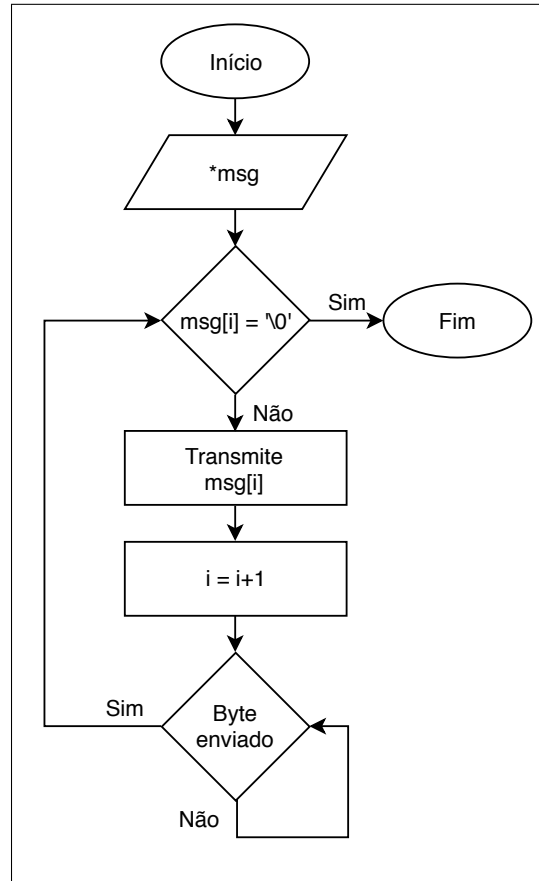 Início
*msg
msg[i] = '\0'
Sim
Fim
Não
Transmite
msg[i]
i = i+1
Sim
Byte
enviado
Não